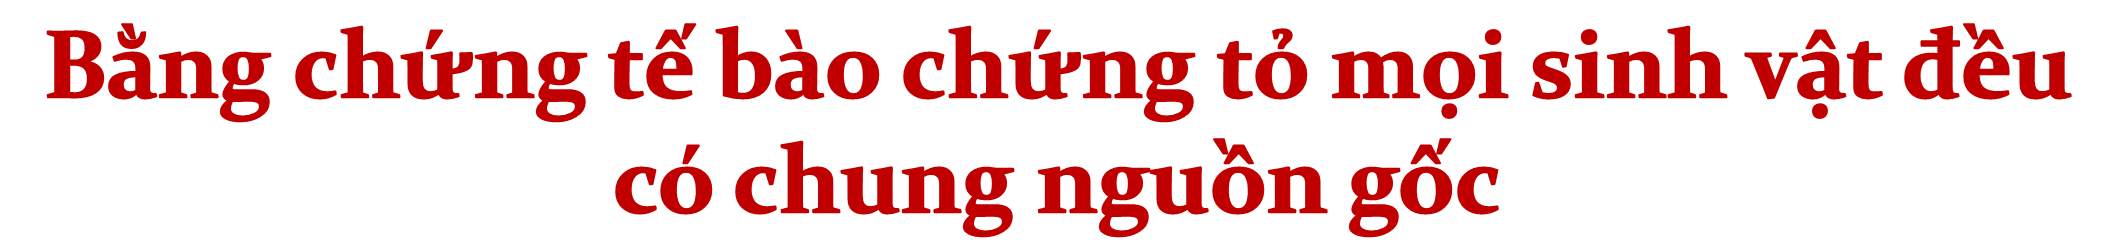 Bằng chứng tế bào chứng tỏ mọi sinh vật đều
có chung nguồn gốc